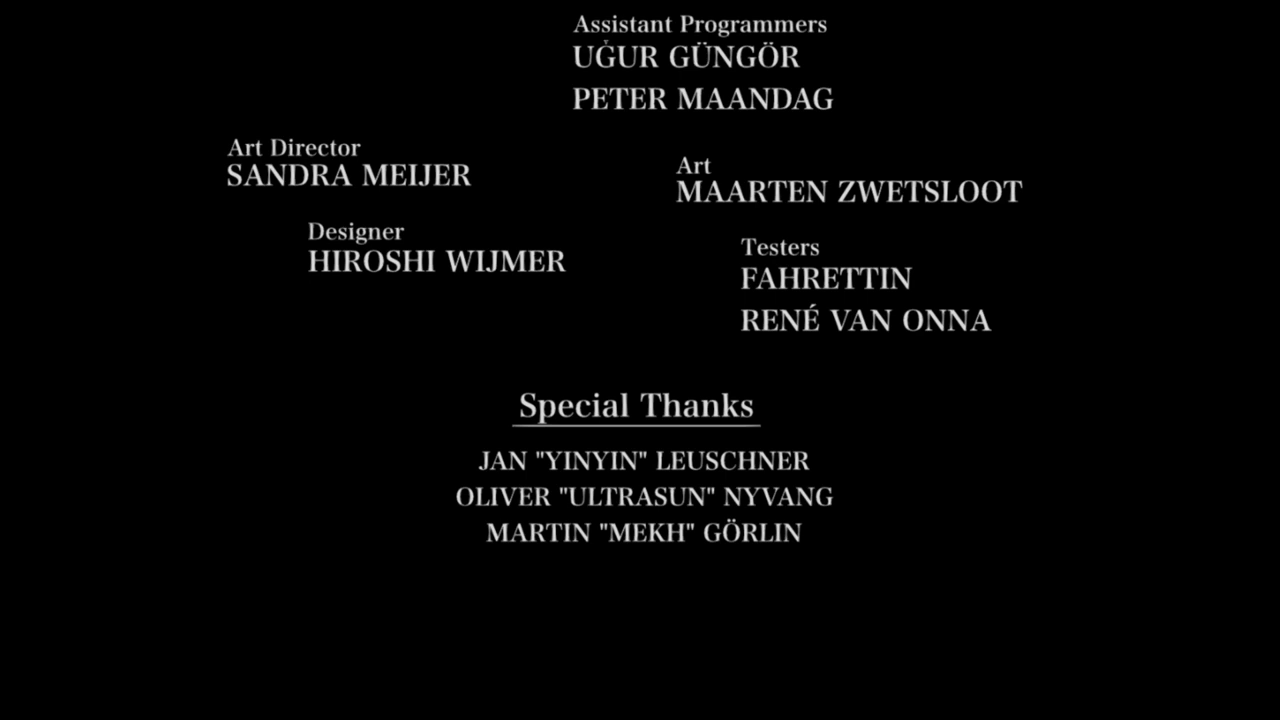 Assistant Programmers
UĞUR GÜNGÖR
PETER MAANDAG
Art Director
SANDRA MEIJER
Art
MAARTEN ZWETSLOOT
Designer
HIROSHI WIJMER
Testers
FAHRETTIN
RENÉ VAN ONNA
Special Thanks
JAN "YINYIN" LEUSCHNER
OLIVER "ULTRASUN" NYVANG
MARTIN "MEKH" GÖRLIN